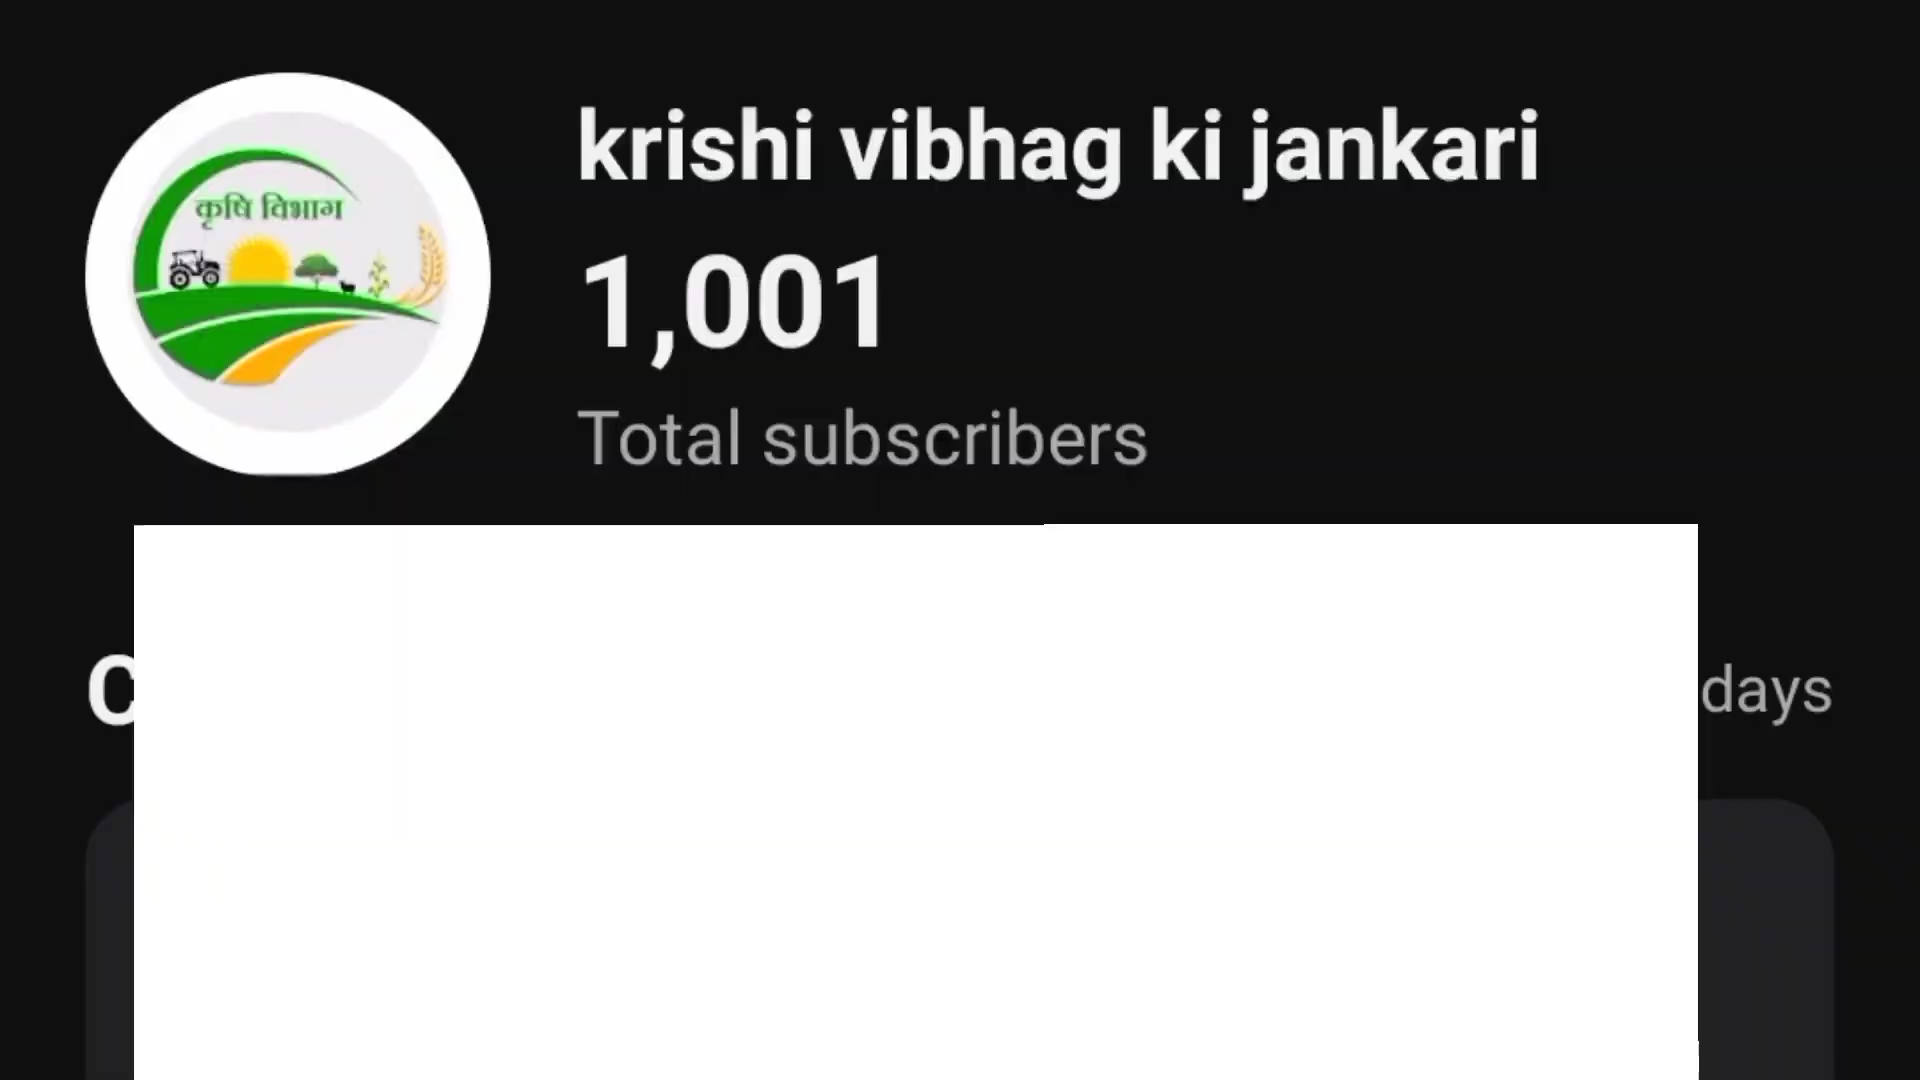 कृषि विभाग
krishi vibhag ki jankari
1,001
Total subscribers
days